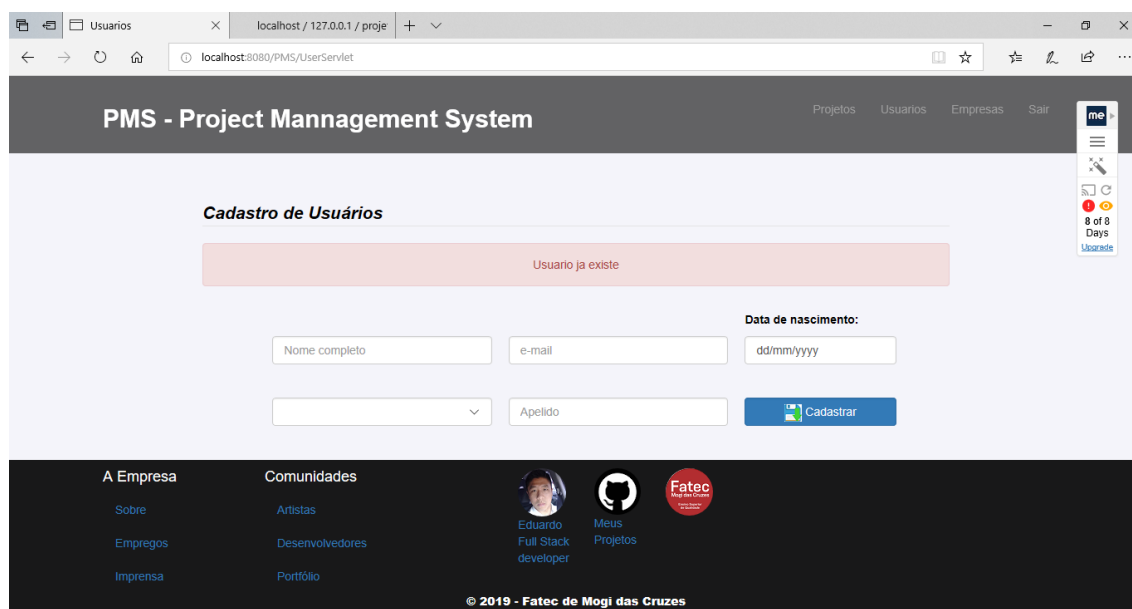 Usuarios
localhost / 127.0.0.1 / proje
localhost:8080/PMS/UserServlet
PMS - Project Mannagement System
Projetos Usuarios Empresas Sair
me
8 of 8
Days
Upgrade
Cadastro de Usuários
Usuario ja existe
Data de nascimento:
Nome completo e-mail dd/mm/yyyy
Apelido Cadastrar
A Empresa Comunidades
Sobre Artistas
Empregos Desenvolvedores
Imprensa Portfólio
Eduardo
Full Stack
developer
Meus
Projetos
Fatec
Mogi das Cruzes
© 2019 - Fatec de Mogi das Cruzes